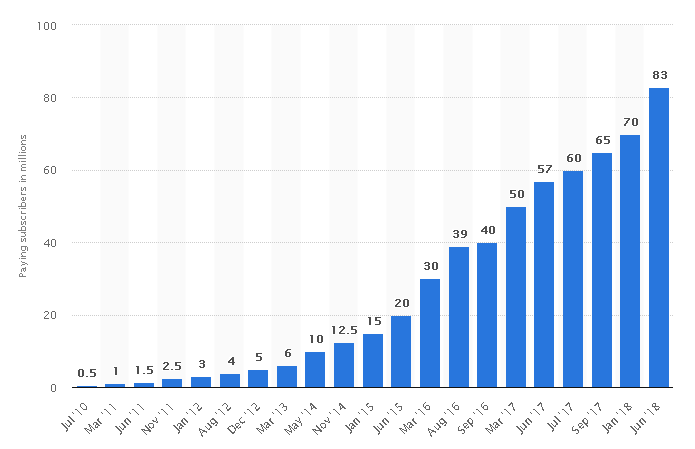 100
80
60
40
20
0
Paying subscribers in millions
0.5
1
1.5
2.5
3
4
5
6
10
12.5
15
20
30
39
40
50
57
60
65
70
83
Jul '10
Mar '11
Jun '11
Nov '11
Jan '12
Aug '12
Dec '12
Mar '13
May '14
Nov '14
Jan '15
Jun '15
Mar '16
Aug '16
Sep '16
Mar '17
Jun '17
Jul '17
Sep '17
Jan '18
Jun '18